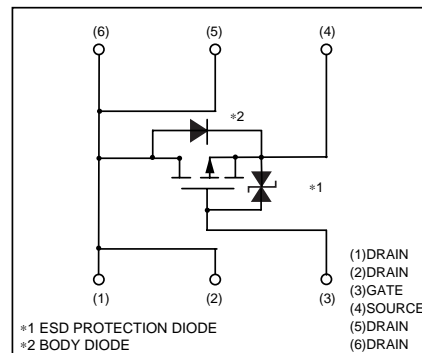 (6) (5) (4)
∗2
∗1
(1) (2) (3)
(1)DRAIN
(2)DRAIN
(3)GATE
(4)SOURCE
(5)DRAIN
(6)DRAIN
∗1 ESD PROTECTION DIODE
∗2 BODY DIODE